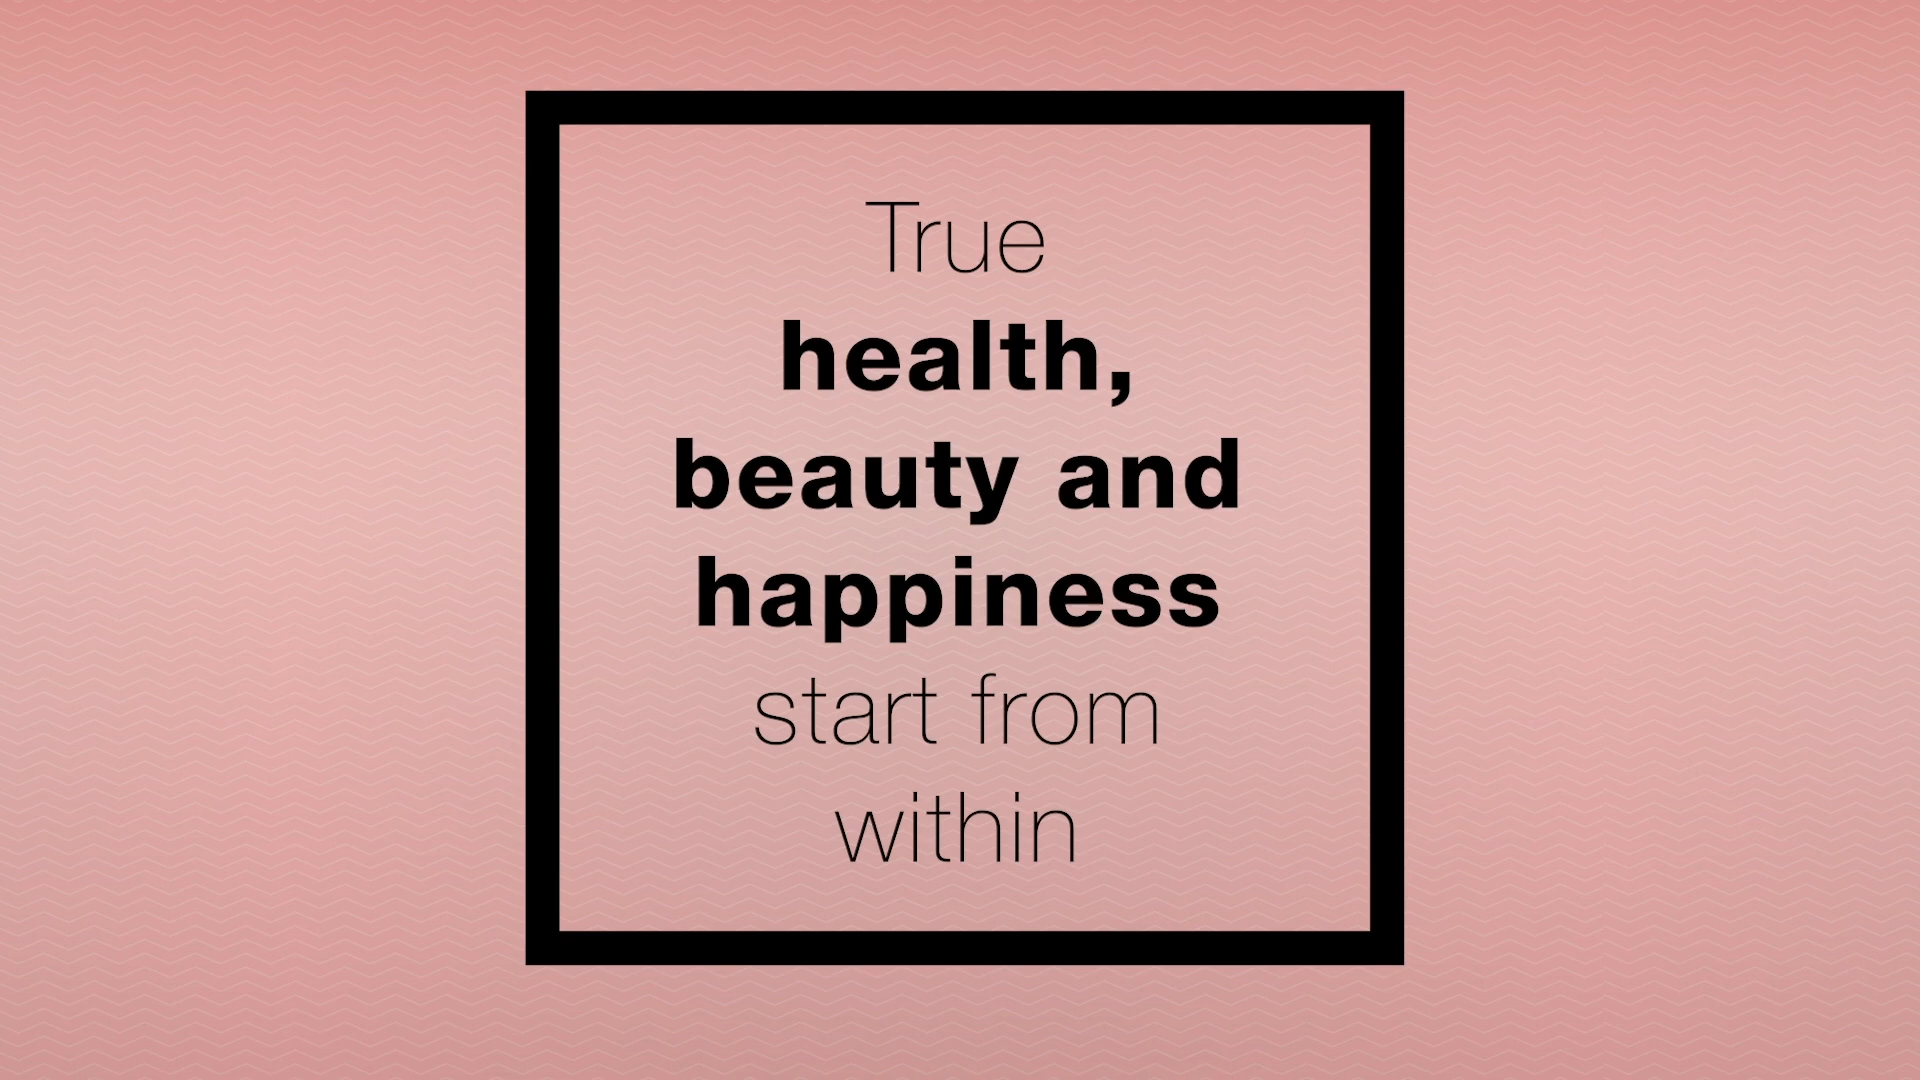 True
health,
beauty and
happiness
start from
within